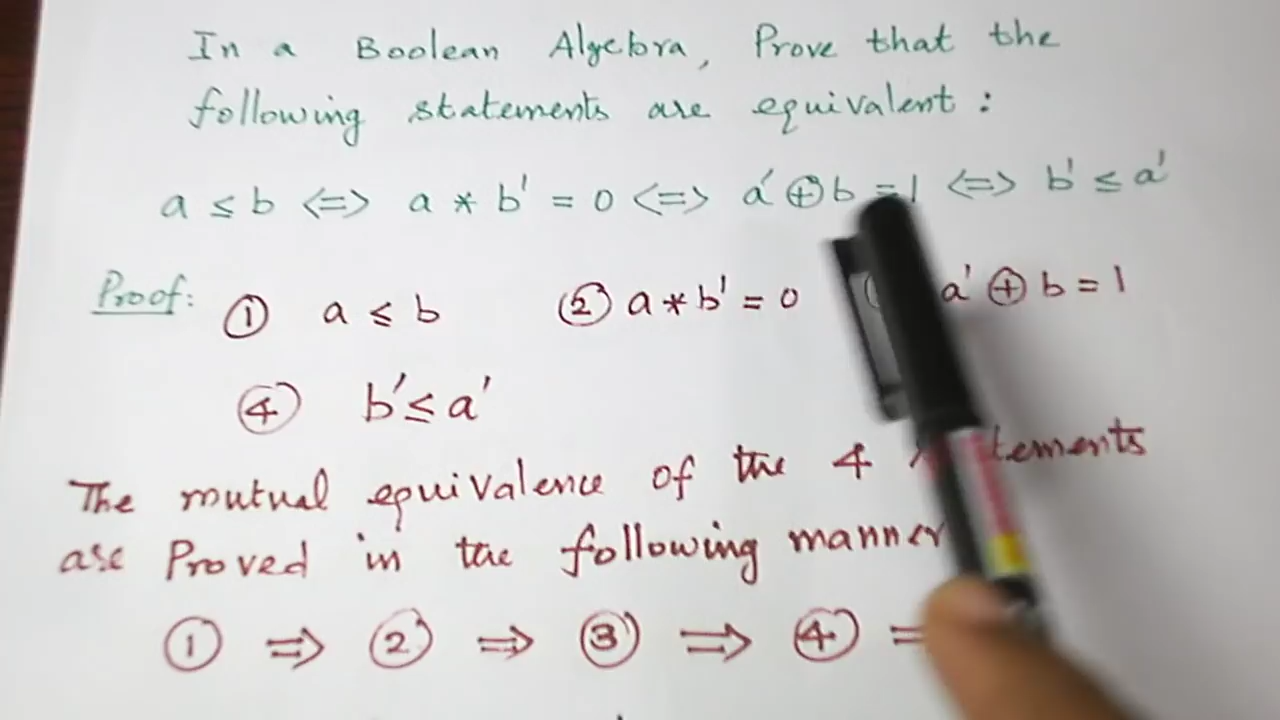 In a Boolean Algebra, Prove that the
following statements are equivalent :
a ≤ b <=> a * b' = 0 <=> a' ⊕ b = 1 <=> b' ≤ a'
Proof: ① a ≤ b ② a * b' = 0 a' ⊕ b = 1
④ b' ≤ a'
The mutual equivalence of the 4
are Proved in the following manner
① ⇒ ② ⇒ ③ ⇒ ④ =